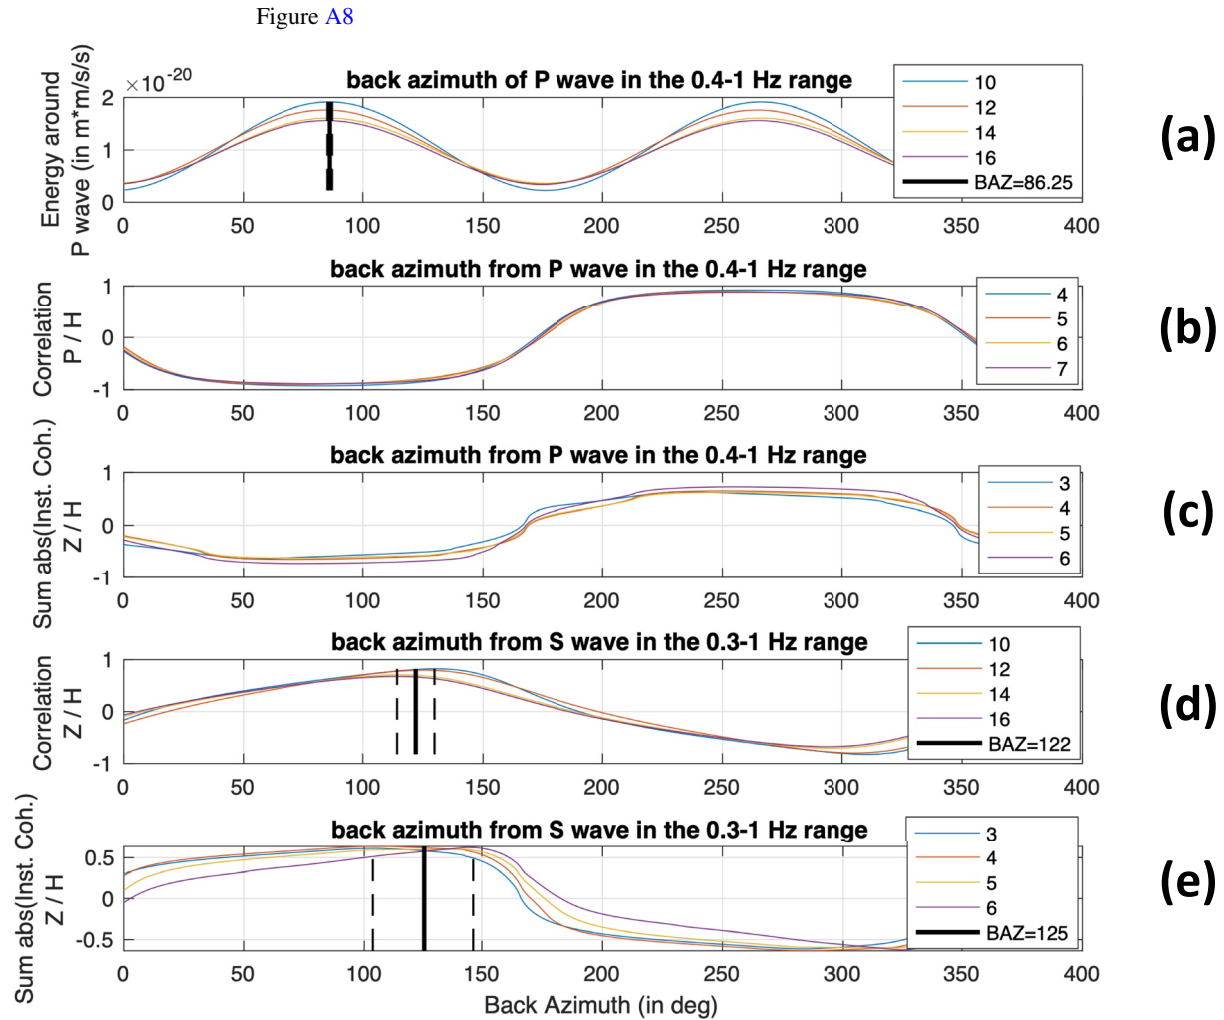 Figure A8
×10^-20
back azimuth of P wave in the 0.4-1 Hz range
Energy around
P wave (in m*m/s/s)
2
1
0
0 50 100 150 200 250 300 350 400
10
12
14
16
BAZ=86.25
(a)
back azimuth from P wave in the 0.4-1 Hz range
Correlation
P / H
1
0
-1
0 50 100 150 200 250 300 350 400
4
5
6
7
(b)
back azimuth from P wave in the 0.4-1 Hz range
Sum abs(Inst. Coh.)
Z / H
1
0
-1
0 50 100 150 200 250 300 350 400
3
4
5
6
(c)
back azimuth from S wave in the 0.3-1 Hz range
Correlation
Z / H
1
0
-1
0 50 100 150 200 250 300 350 400
10
12
14
16
BAZ=122
(d)
back azimuth from S wave in the 0.3-1 Hz range
Sum abs(Inst. Coh.)
Z / H
0.5
0
-0.5
0 50 100 150 200 250 300 350 400
3
4
5
6
BAZ=125
(e)
Back Azimuth (in deg)